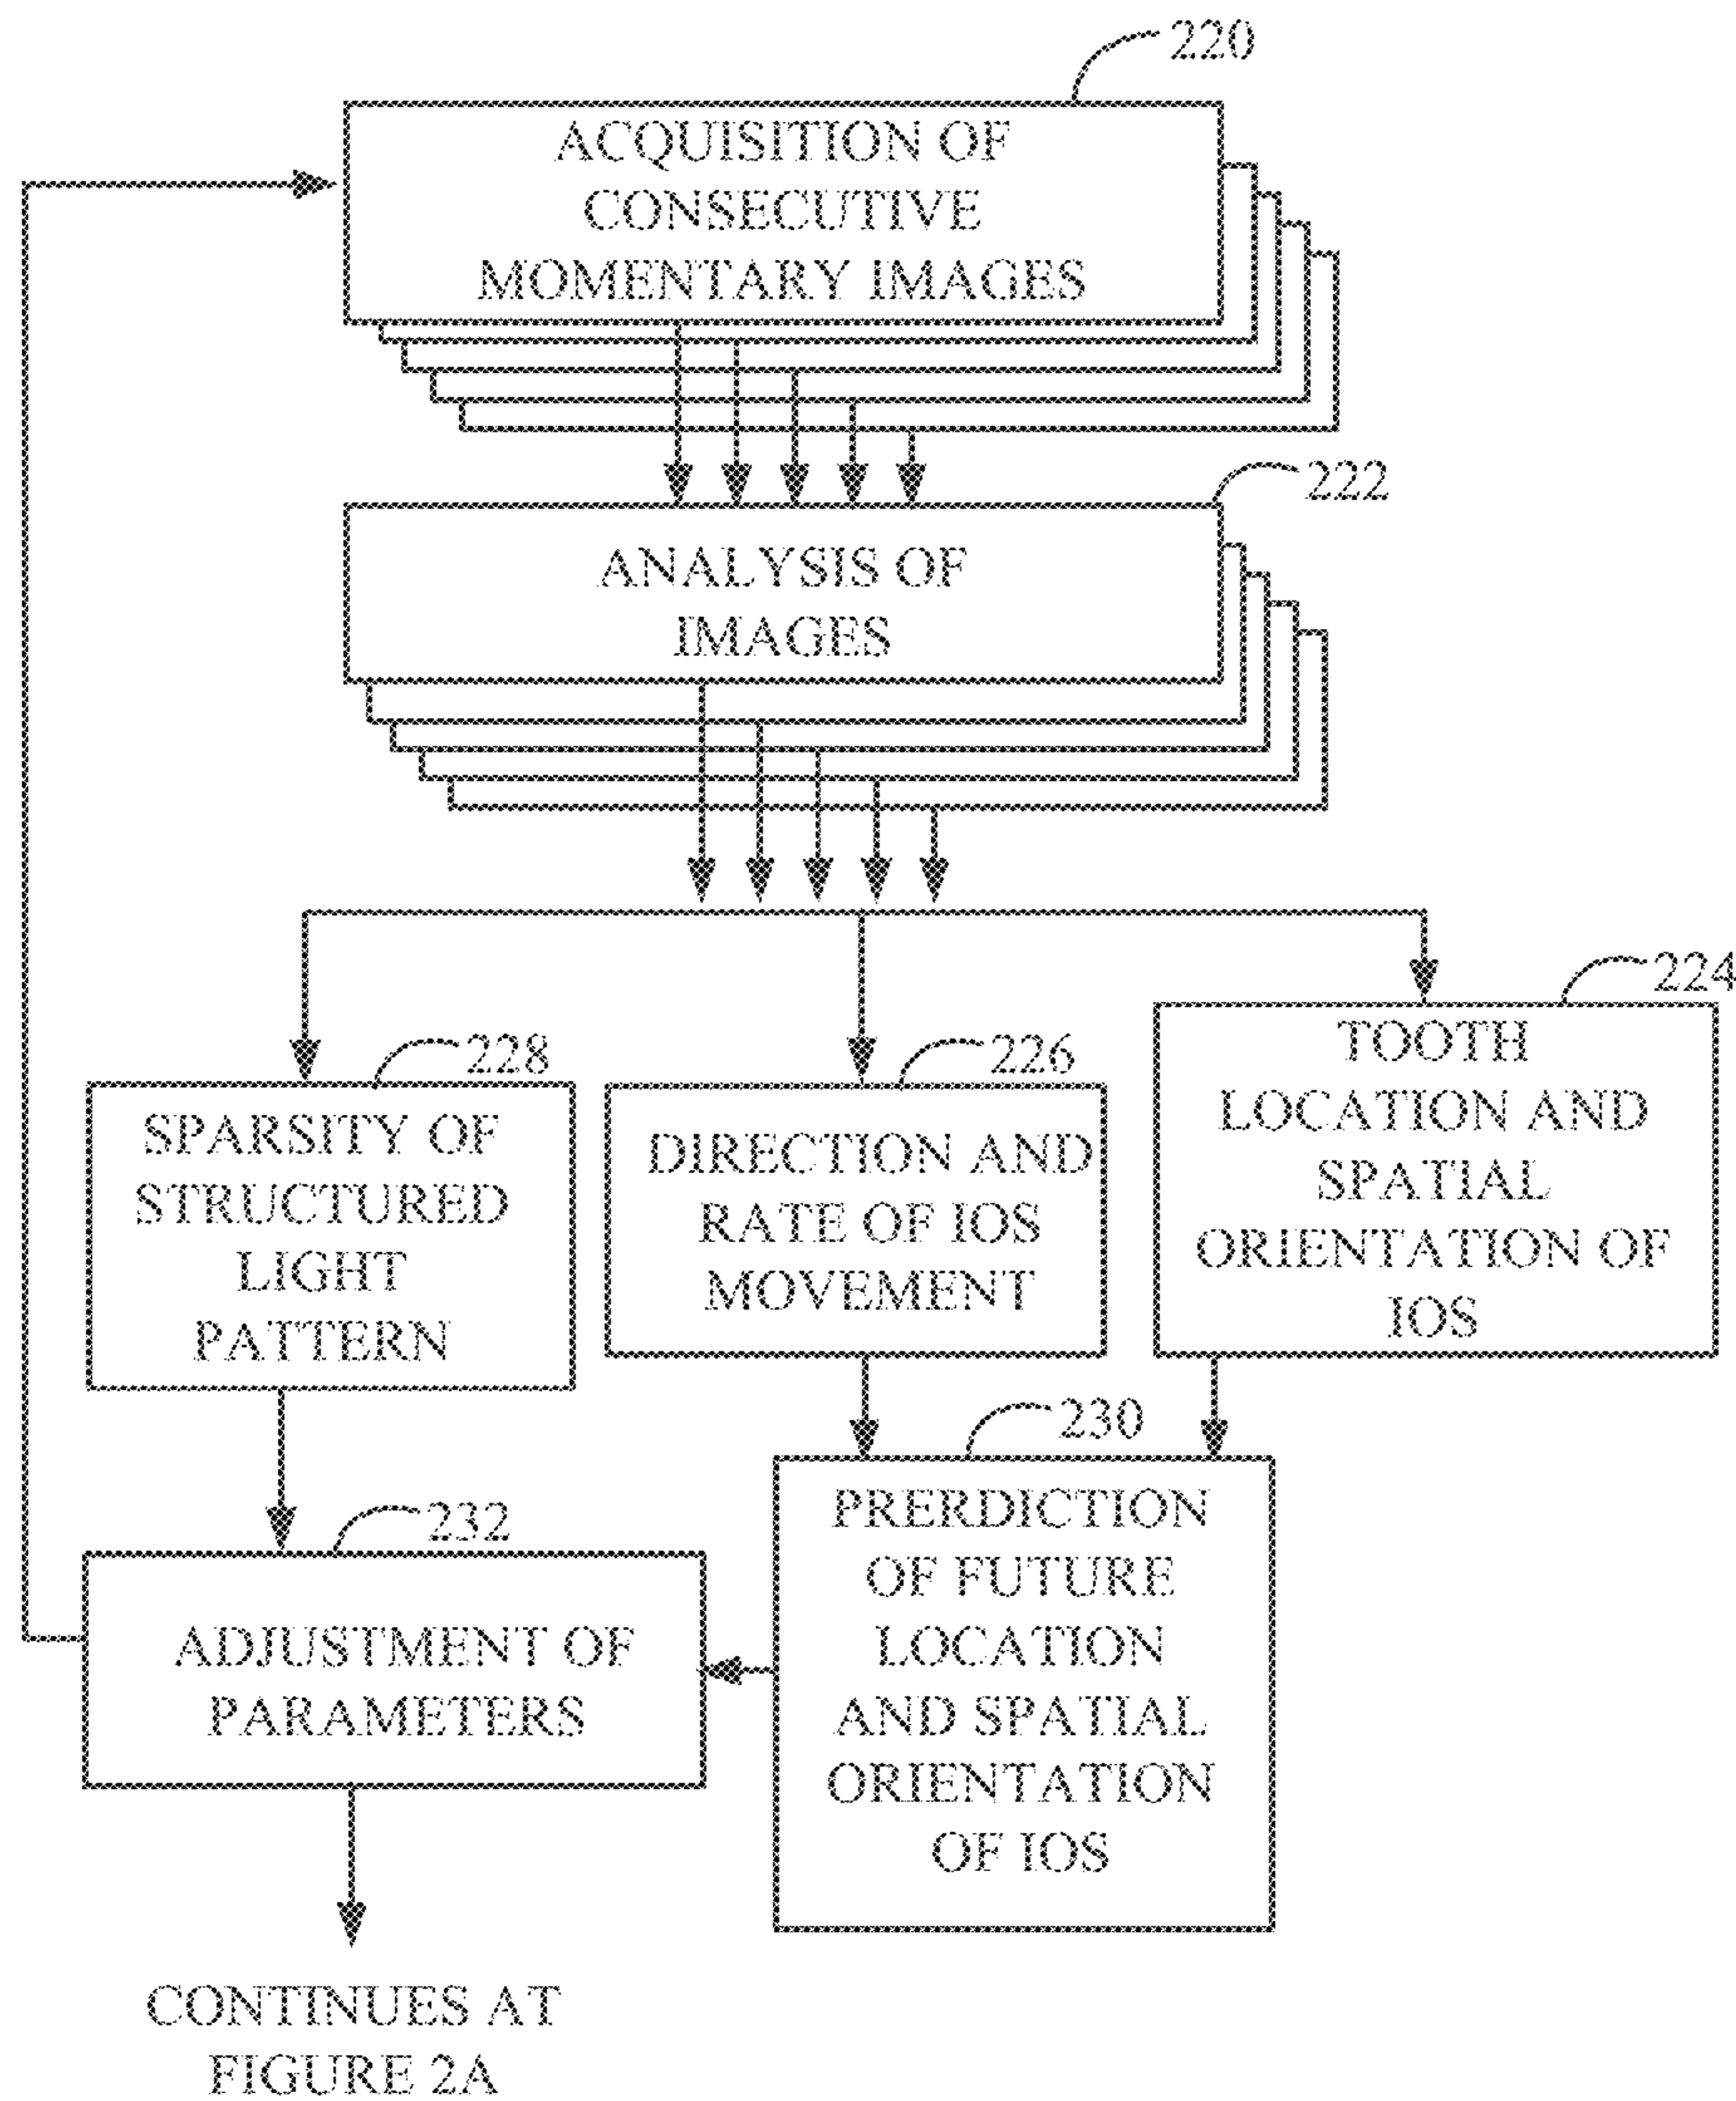 220
ACQUISITION OF
CONSECUTIVE
MOMENTARY IMAGES
222
ANALYSIS OF
IMAGES
224
TOOTH
LOCATION AND
SPATIAL
ORIENTATION OF
IOS
226
DIRECTION AND
RATE OF IOS
MOVEMENT
228
SPARSITY OF
STRUCTURED
LIGHT
PATTERN
230
PRERDICTION
OF FUTURE
LOCATION
AND SPATIAL
ORIENTATION
OF IOS
232
ADJUSTMENT OF
PARAMETERS
CONTINUES AT
FIGURE 2A